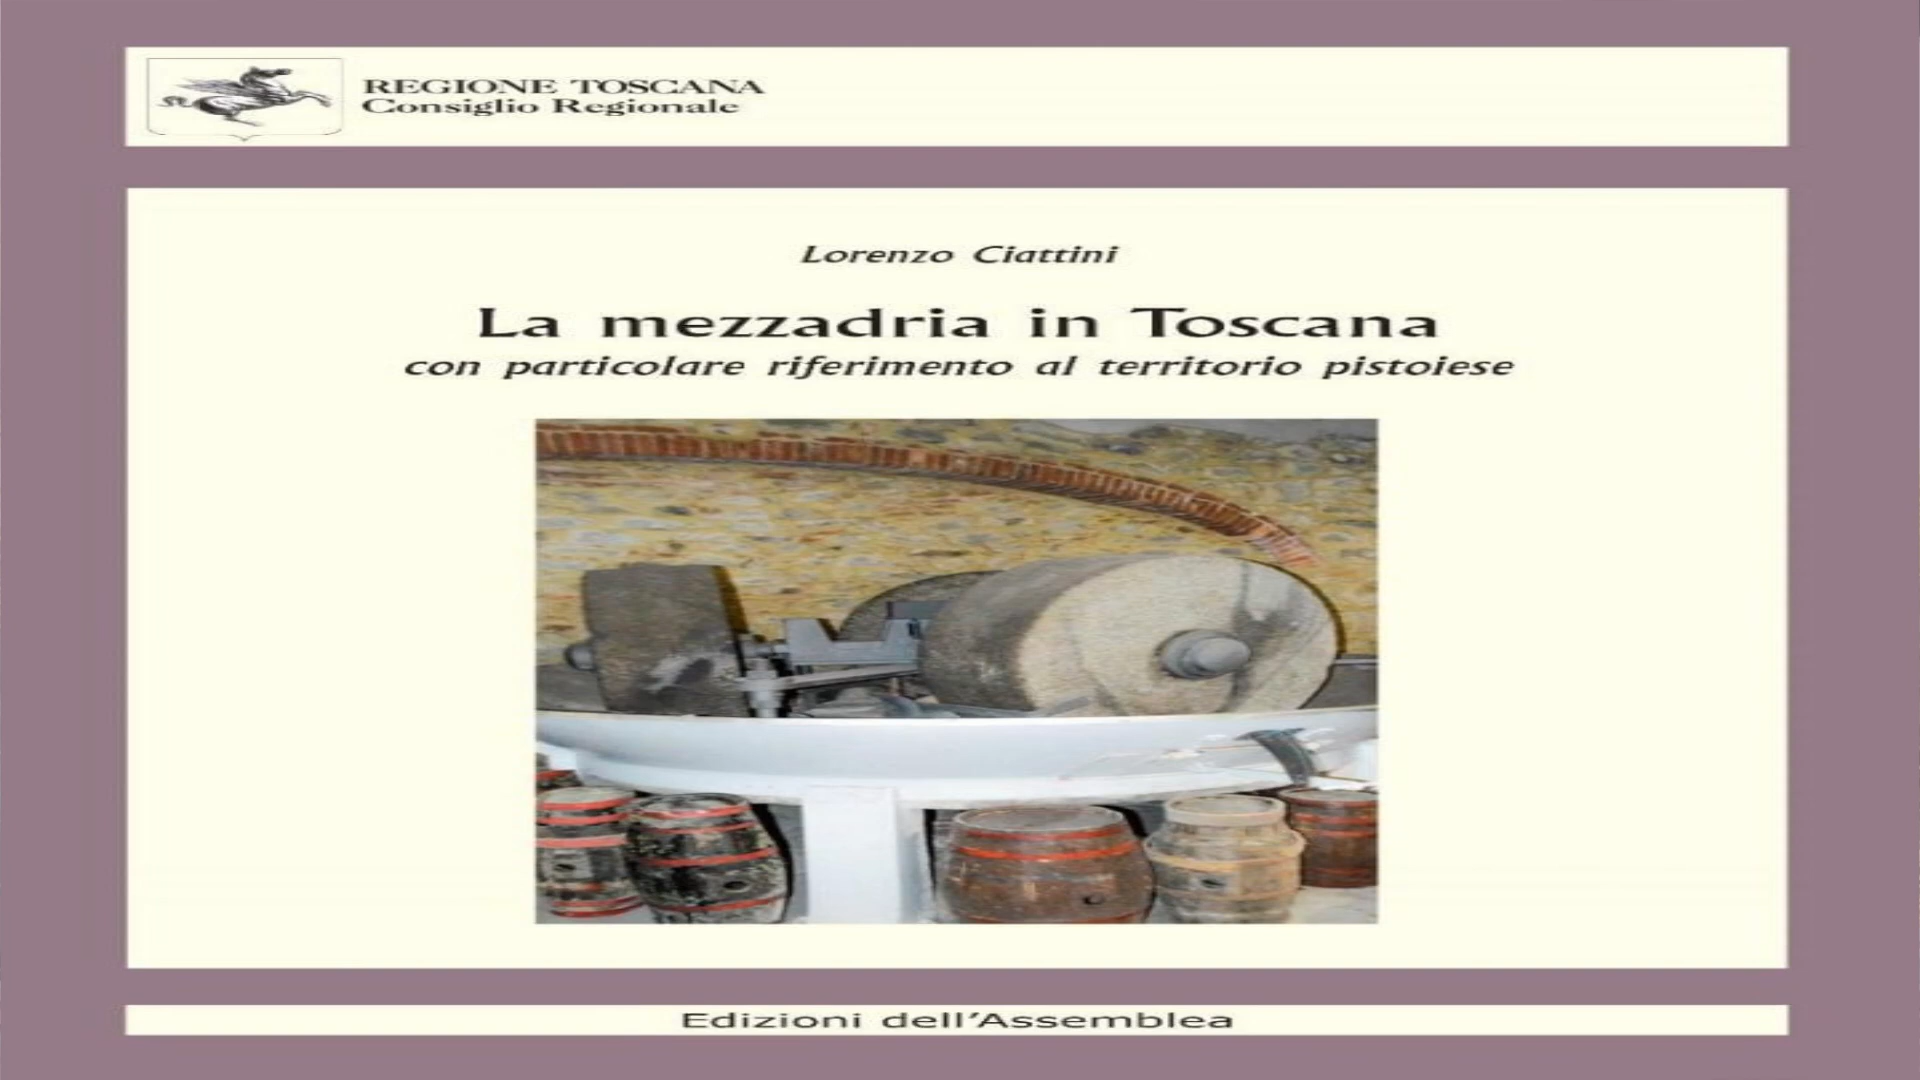 REGIONE TOSCANA
Consiglio Regionale
Lorenzo Ciattini
La mezzadria in Toscana
con particolare riferimento al territorio pistoiese
Edizioni dell'Assemblea